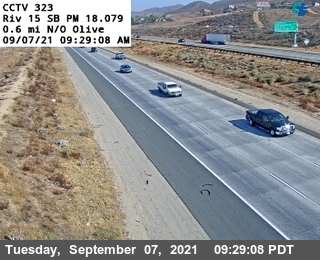 CCTV 323
Riv 15 SB PM 18.079
0.6 mi N/O Olive
09/07/21 09:29:08 AM
Tuesday, September 07, 2021 09:29:08 PDT